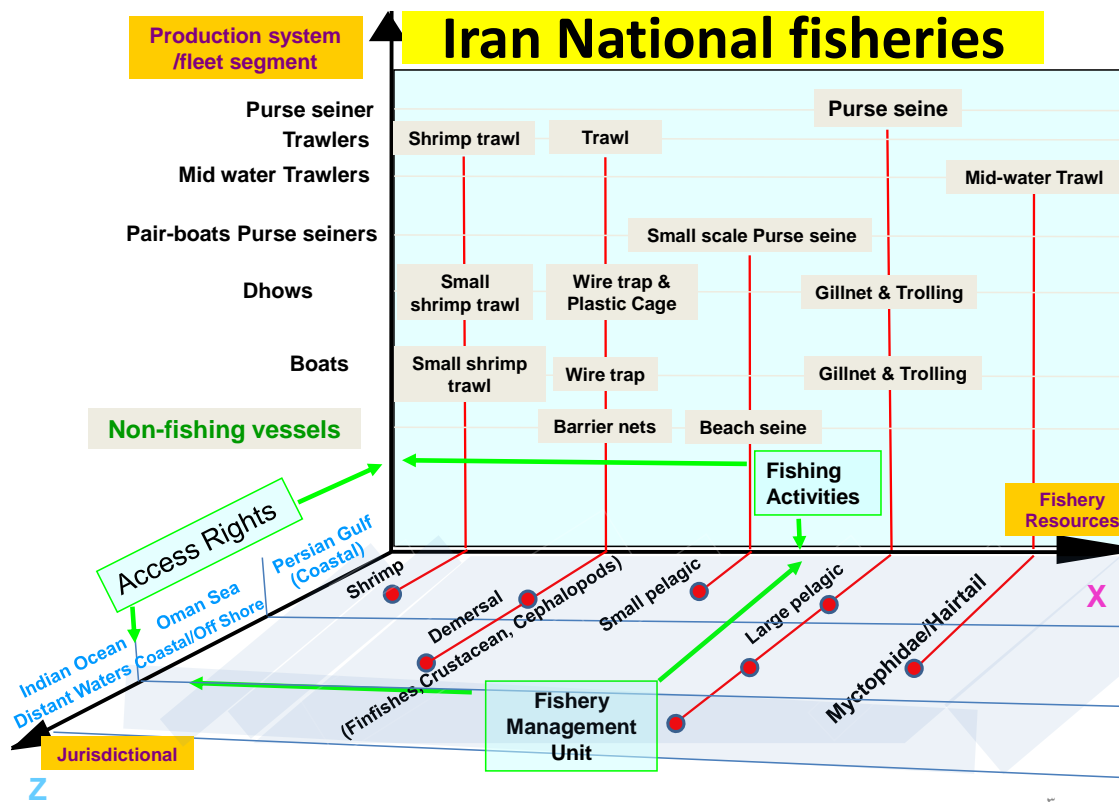 Iran National fisheries
Production system
/fleet segment
Purse seiner
Purse seine
Trawlers
Shrimp trawl
Trawl
Mid water Trawlers
Mid-water Trawl
Pair-boats Purse seiners
Small scale Purse seine
Dhows
Small
shrimp trawl
Wire trap &
Plastic Cage
Gillnet & Trolling
Boats
Small shrimp
trawl
Wire trap
Gillnet & Trolling
Non-fishing vessels
Barrier nets
Beach seine
Fishing
Activities
Fishery
Resources
X
Access Rights
Persian Gulf
(Coastal)
Oman Sea
Coastal/Off Shore
Indian Ocean
Distant Waters
Shrimp
Demersal
(Finfishes,Crustacean, Cephalopods)
Small pelagic
Large pelagic
Myctophidae/Hairtail
Fishery
Management
Unit
Jurisdictional
Z